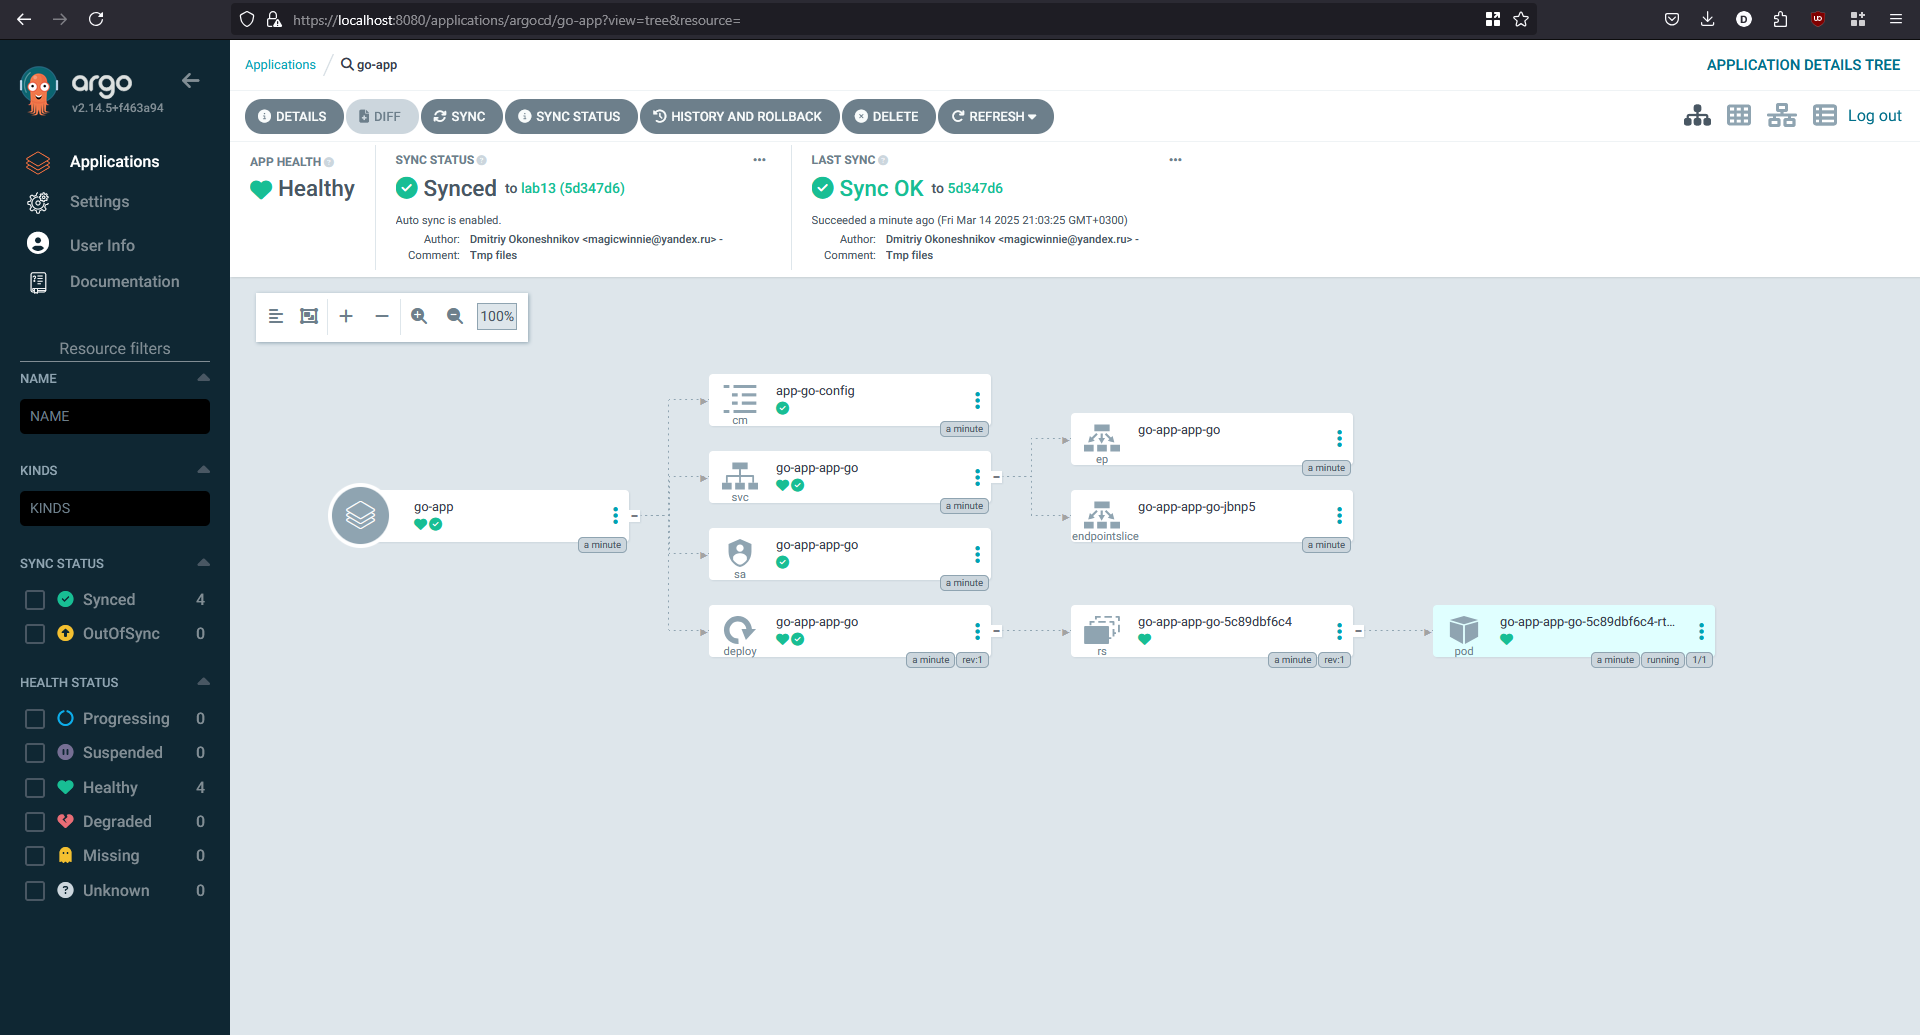 https://localhost:8080/applications/argocd/go-app?view=tree&resource=
argo
v2.14.5+f463a94
Applications
Settings
User Info
Documentation
Resource filters
NAME
NAME
KINDS
KINDS
SYNC STATUS
Synced 4
OutOfSync 0
HEALTH STATUS
Progressing 0
Suspended 0
Healthy 4
Degraded 0
Missing 0
Unknown 0
Applications / go-app
APPLICATION DETAILS TREE
DETAILS DIFF SYNC SYNC STATUS HISTORY AND ROLLBACK DELETE REFRESH
Log out
APP HEALTH
Healthy
SYNC STATUS
Synced to lab13 (5d347d6)
Auto sync is enabled.
Author: Dmitriy Okoneshnikov <magicwinnie@yandex.ru> -
Comment: Tmp files
LAST SYNC
Sync OK to 5d347d6
Succeeded a minute ago (Fri Mar 14 2025 21:03:25 GMT+0300)
Author: Dmitriy Okoneshnikov <magicwinnie@yandex.ru> -
Comment: Tmp files
100%
go-app
a minute
app-go-config
cm
a minute
go-app-app-go
svc
a minute
go-app-app-go
sa
a minute
go-app-app-go
deploy
a minute rev:1
go-app-app-go
ep
a minute
go-app-app-go-jbnp5
endpointslice
a minute
go-app-app-go-5c89dbf6c4
rs
a minute rev:1
go-app-app-go-5c89dbf6c4-rt...
pod
a minute running 1/1